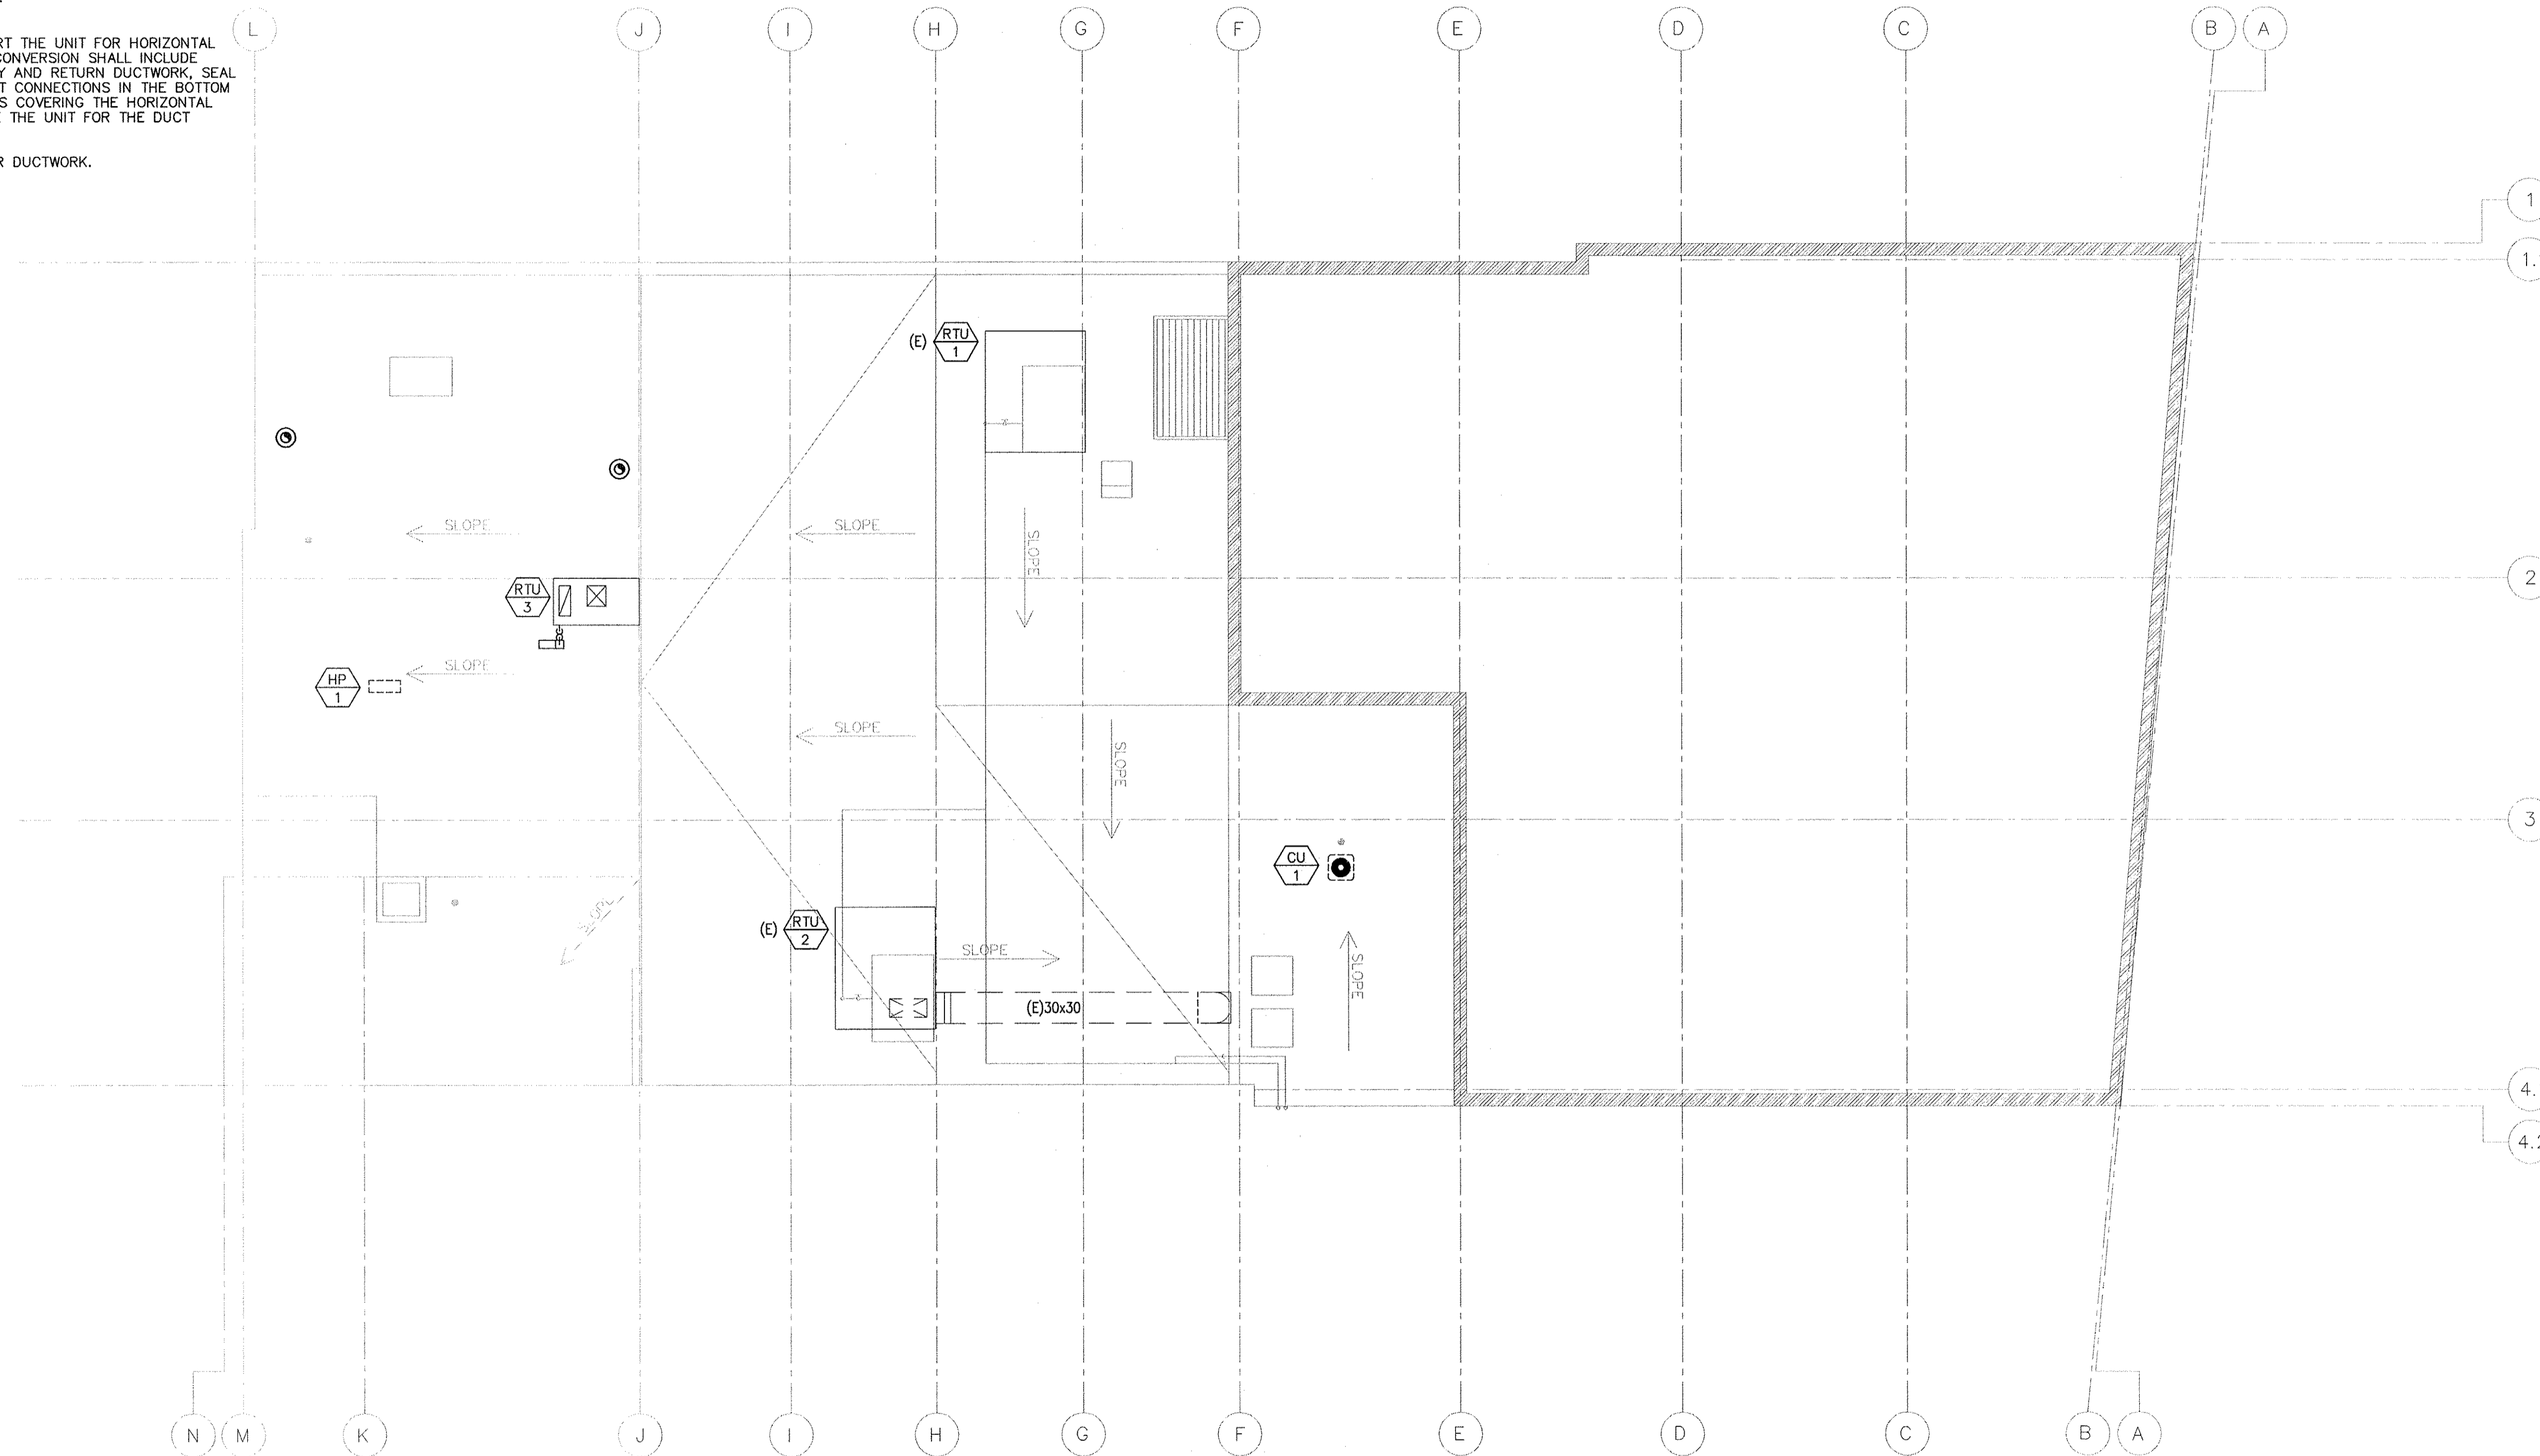 RT THE UNIT FOR HORIZONTAL
CONVERSION SHALL INCLUDE
Y AND RETURN DUCTWORK, SEAL
T CONNECTIONS IN THE BOTTOM
S COVERING THE HORIZONTAL
THE UNIT FOR THE DUCT
R DUCTWORK.
L
J
I
H
G
F
E
D
C
B
A
1
1.
(E)
RTU
1
SLOPE
SLOPE
SLOPE
2
RTU
3
SLOPE
HP
1
SLOPE
SLOPE
3
CU
1
SLOPE
(E)
RTU
2
SLOPE
SLOPE
(E)30x30
4.
4.2
N
M
K
J
I
H
G
F
E
D
C
B
A